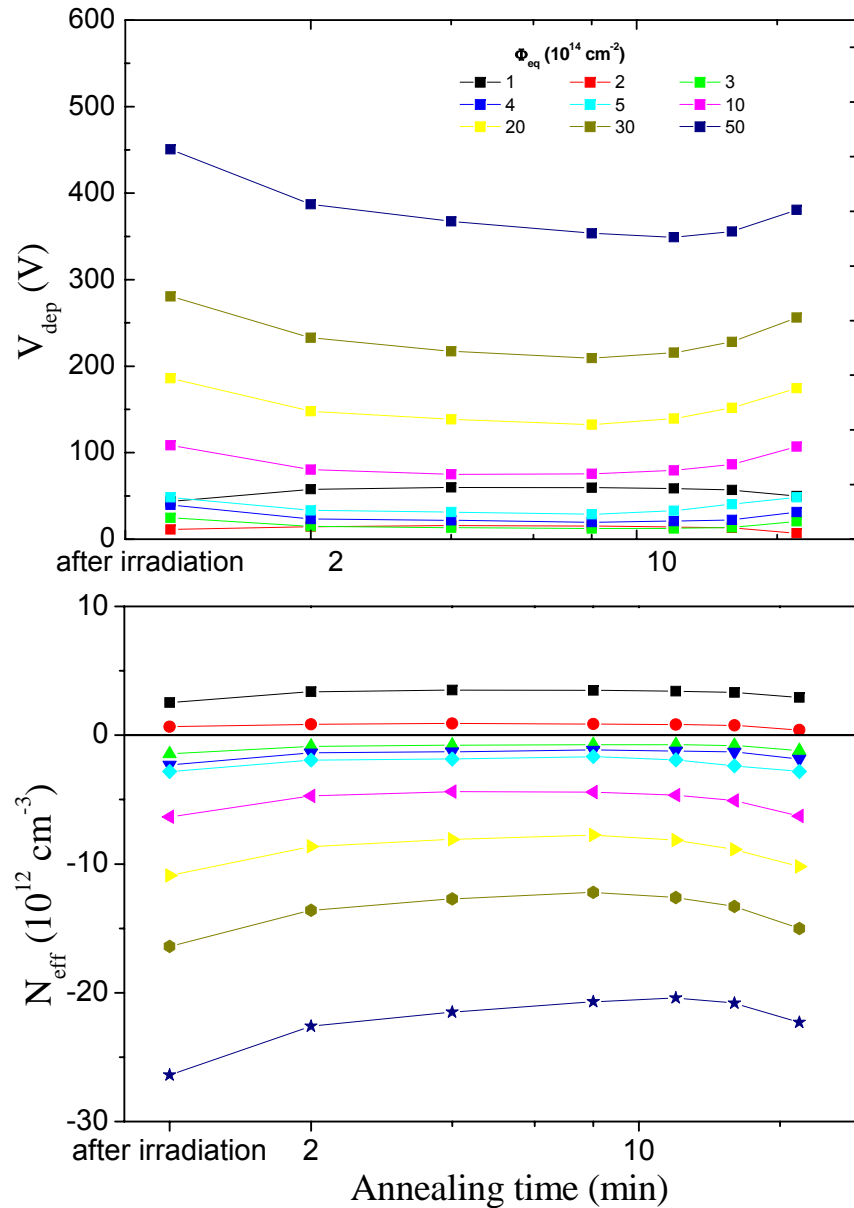 600
500
400
300
200
100
0
V_dep (V)
Φ_eq (10^14 cm^-2)
1 2 3
4 5 10
20 30 50
after irradiation 2 10
10
0
-10
-20
-30
N_eff (10^12 cm^-3)
after irradiation 2 10
Annealing time (min)